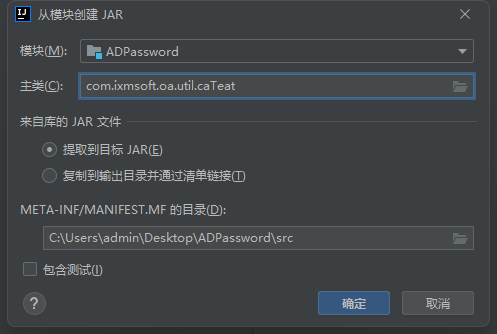 从模块创建 JAR
模块(M): ADPassword
主类(C): com.ixmsoft.oa.util.caTeat
来自库的 JAR 文件
提取到目标 JAR(E)
复制到输出目录并通过清单链接(T)
META-INF/MANIFEST.MF 的目录(D):
C:\Users\admin\Desktop\ADPassword\src
包含测试(I)
? 确定 取消